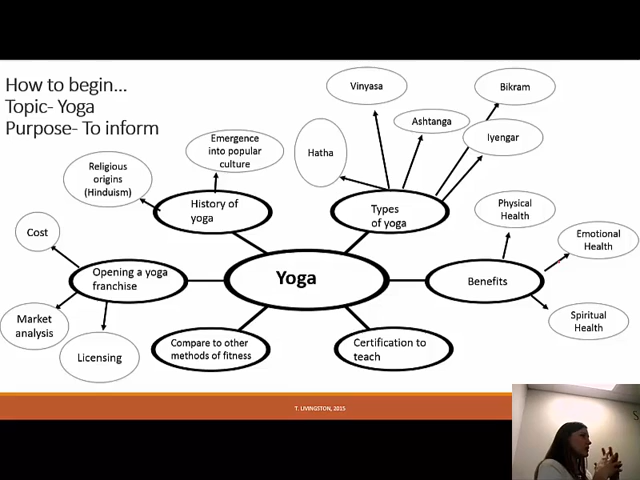 How to begin...
Topic- Yoga
Purpose- To inform
Vinyasa
Bikram
Ashtanga
Iyengar
Hatha
Emergence
into popular
culture
Religious
origins
(Hinduism)
History of
yoga
Types
of yoga
Physical
Health
Emotional
Health
Cost
Opening a yoga
franchise
Yoga
Benefits
Market
analysis
Licensing
Compare to other
methods of fitness
Certification to
teach
Spiritual
Health
T. LIVINGSTON, 2015
S